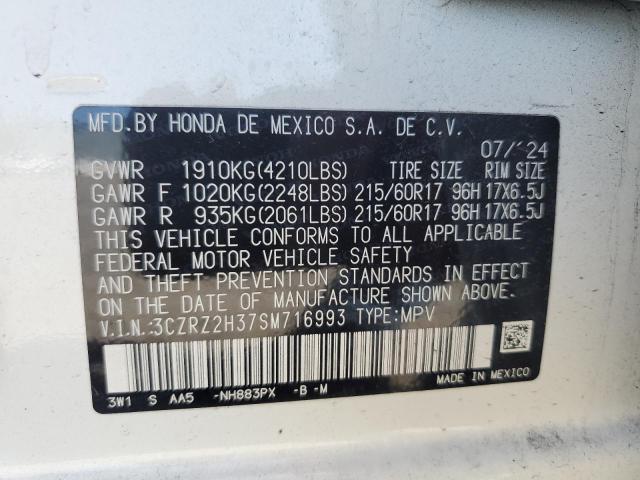 MFD.BY HONDA DE MEXICO S.A. DE C.V.
07/'24
GVWR 1910KG(4210LBS) TIRE SIZE RIM SIZE
GAWR F 1020KG(2248LBS) 215/60R17 96H 17X6.5J
GAWR R 935KG(2061LBS) 215/60R17 96H 17X6.5J
THIS VEHICLE CONFORMS TO ALL APPLICABLE
FEDERAL MOTOR VEHICLE SAFETY
AND THEFT PREVENTION STANDARDS IN EFFECT
ON THE DATE OF MANUFACTURE SHOWN ABOVE.
V.I.N.:3CZRZ2H37SM716993 TYPE:MPV
3W1 S AA5 -NH883PX -B -M
MADE IN MEXICO